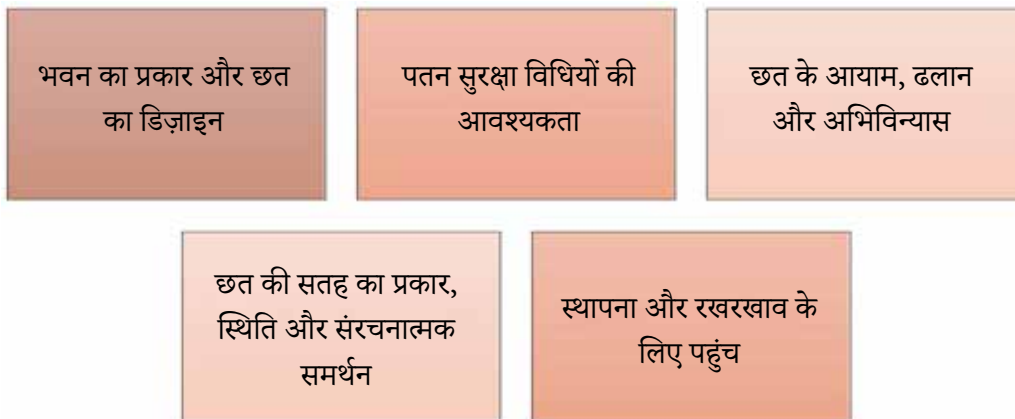 भवन का प्रकार और छत
का डिज़ाइन
पतन सुरक्षा विधियों की
आवश्यकता
छत के आयाम, ढलान
और अभिविन्यास
छत की सतह का प्रकार,
स्थिति और संरचनात्मक
समर्थन
स्थापना और रखरखाव के
लिए पहुंच